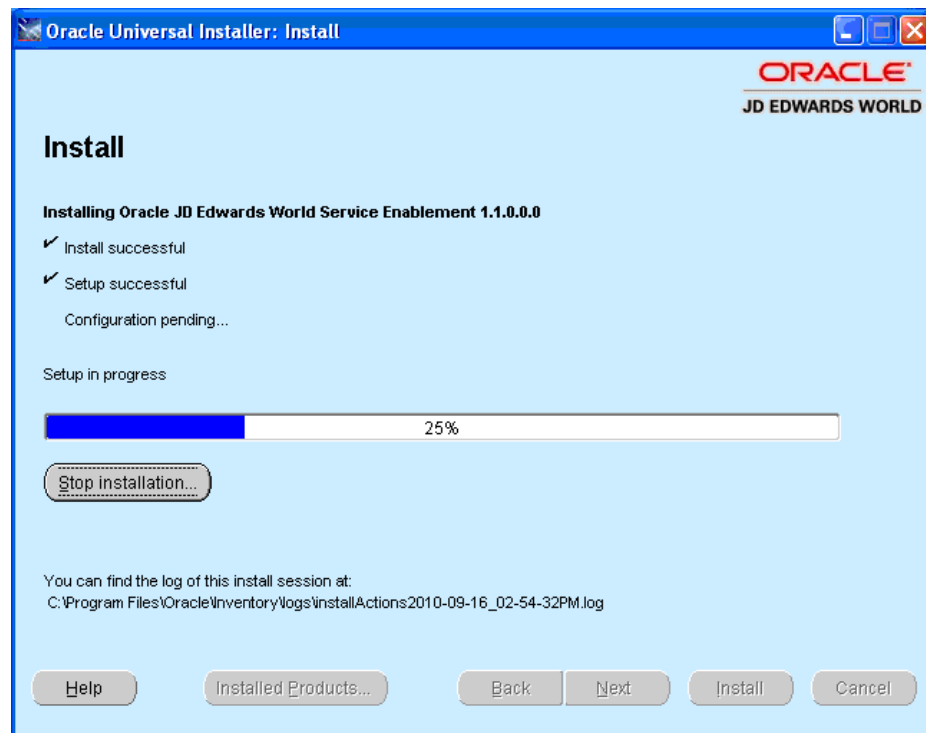 Oracle Universal Installer: Install
ORACLE'
JD EDWARDS WORLD
Install
Installing Oracle JD Edwards World Service Enablement 1.1.0.0.0
Install successful
Setup successful
Configuration pending...
Setup in progress
25%
Stop installation...
You can find the log of this install session at:
C:\Program Files\Oracle\Inventory\logs\installActions2010-09-16_02-54-32PM.log
Help Installed Products... Back Next Install Cancel